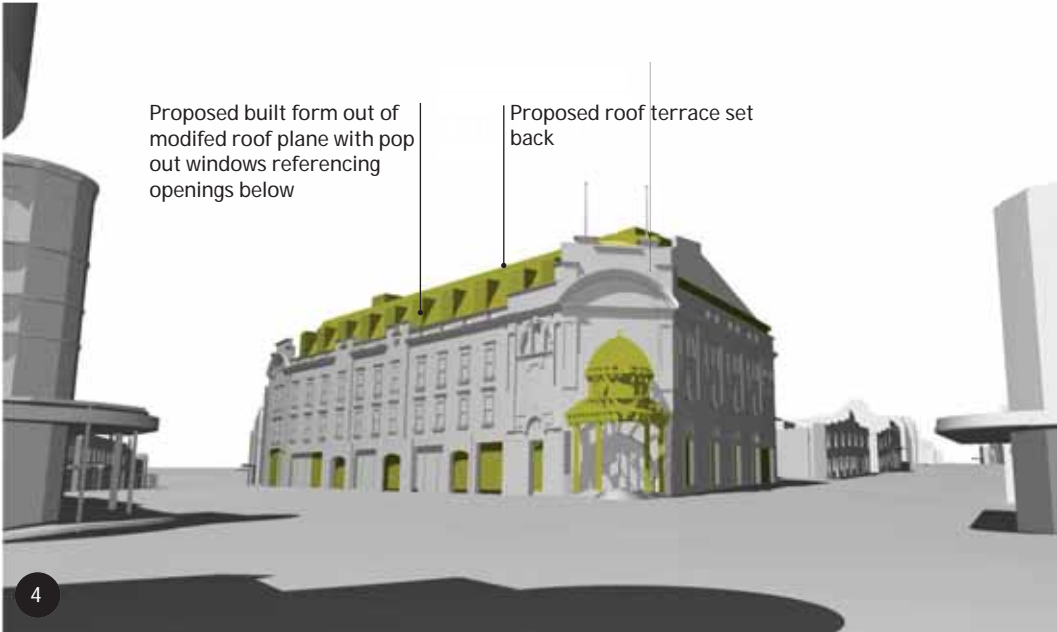 Proposed built form out of
modifed roof plane with pop
out windows referencing
openings below
Proposed roof terrace set
back
4